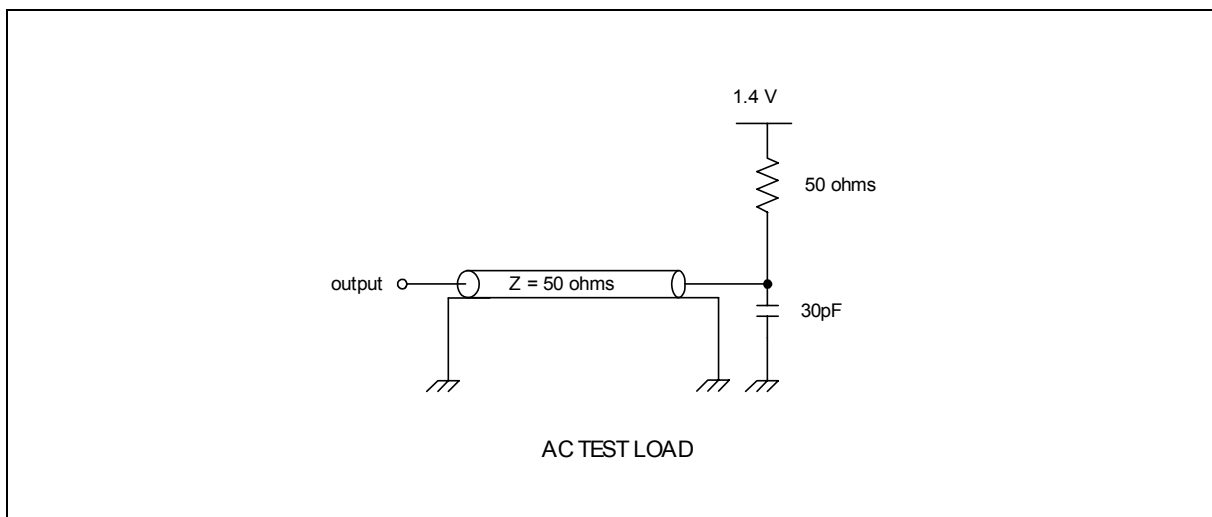 1.4 V
50 ohms
output
Z = 50 ohms
30pF
AC TEST LOAD